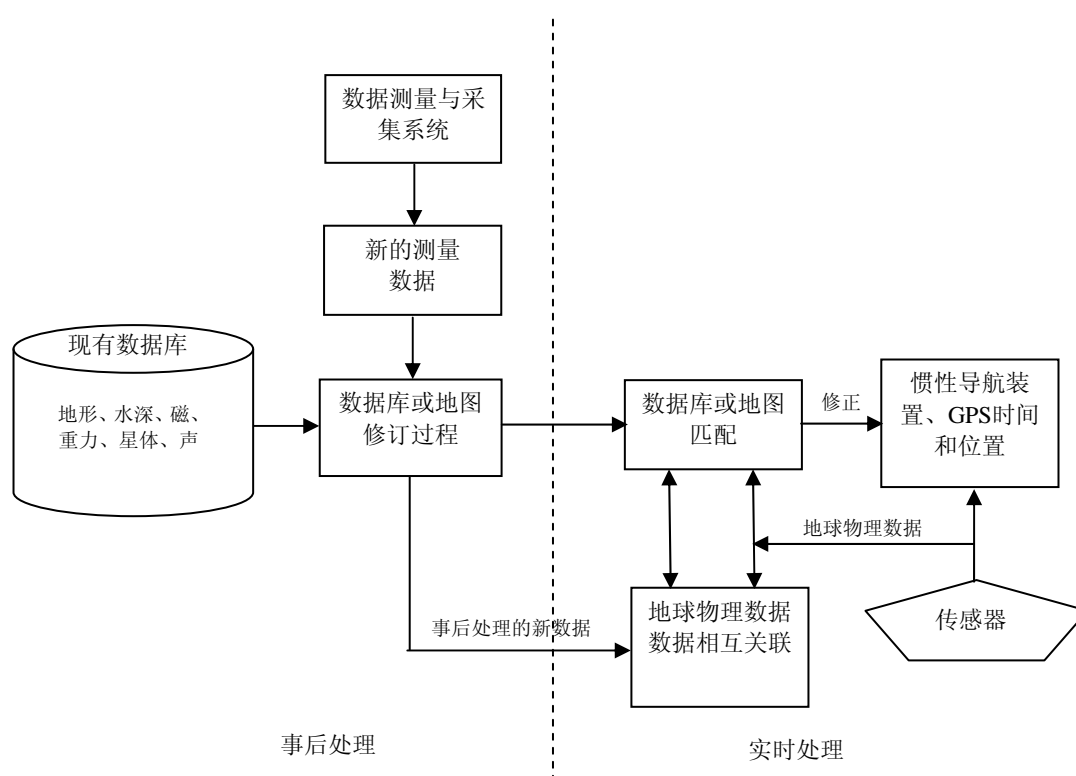 数据测量与采
集系统
新的测量
数据
现有数据库
地形、水深、磁、
重力、星体、声
数据库或地图
修订过程
数据库或地图
匹配
修正
惯性导航装
置、GPS时间
和位置
地球物理数据
传感器
地球物理数据
数据相互关联
事后处理的新数据
事后处理
实时处理